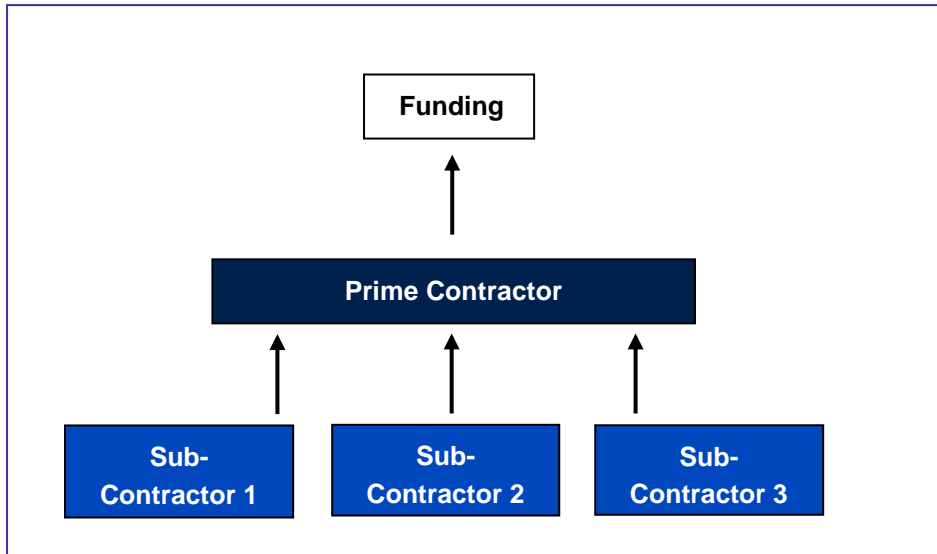 Funding
Prime Contractor
Sub-
Contractor 1
Sub-
Contractor 2
Sub-
Contractor 3